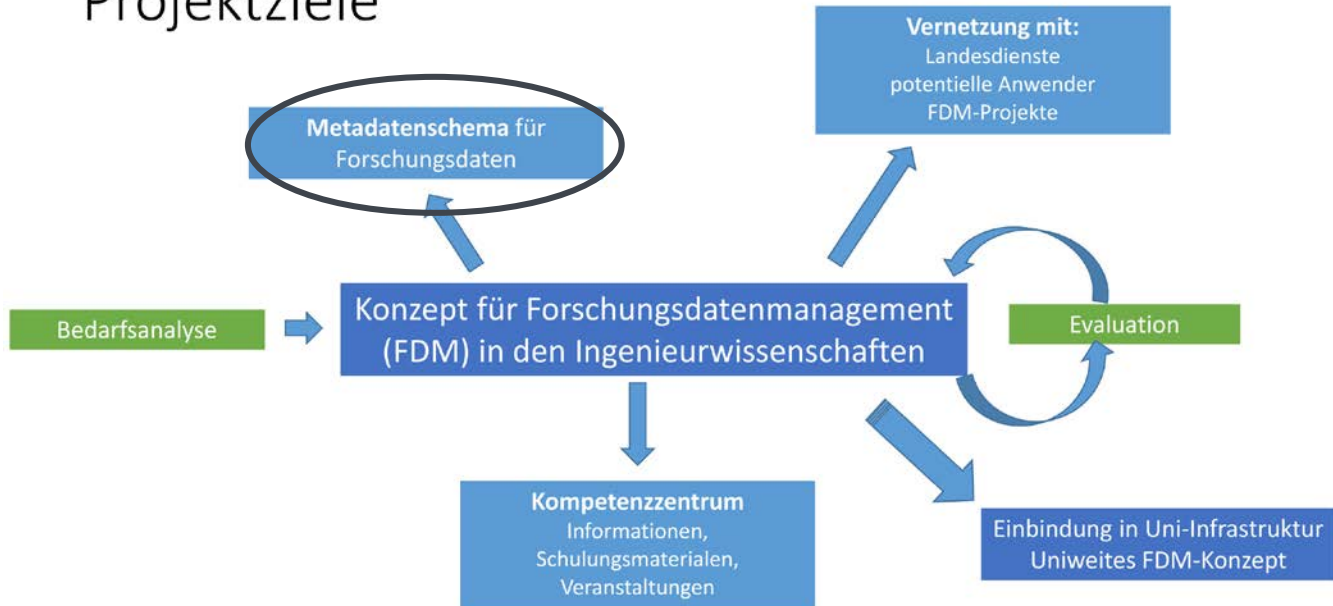 Projektziele
Vernetzung mit:
Landesdienste
potentielle Anwender
FDM-Projekte
Metadatenschema für
Forschungsdaten
Bedarfsanalyse
Konzept für Forschungsdatenmanagement
(FDM) in den Ingenieurwissenschaften
Evaluation
Kompetenzzentrum
Informationen,
Schulungsmaterialen,
Veranstaltungen
Einbindung in Uni-Infrastruktur
Uniweites FDM-Konzept